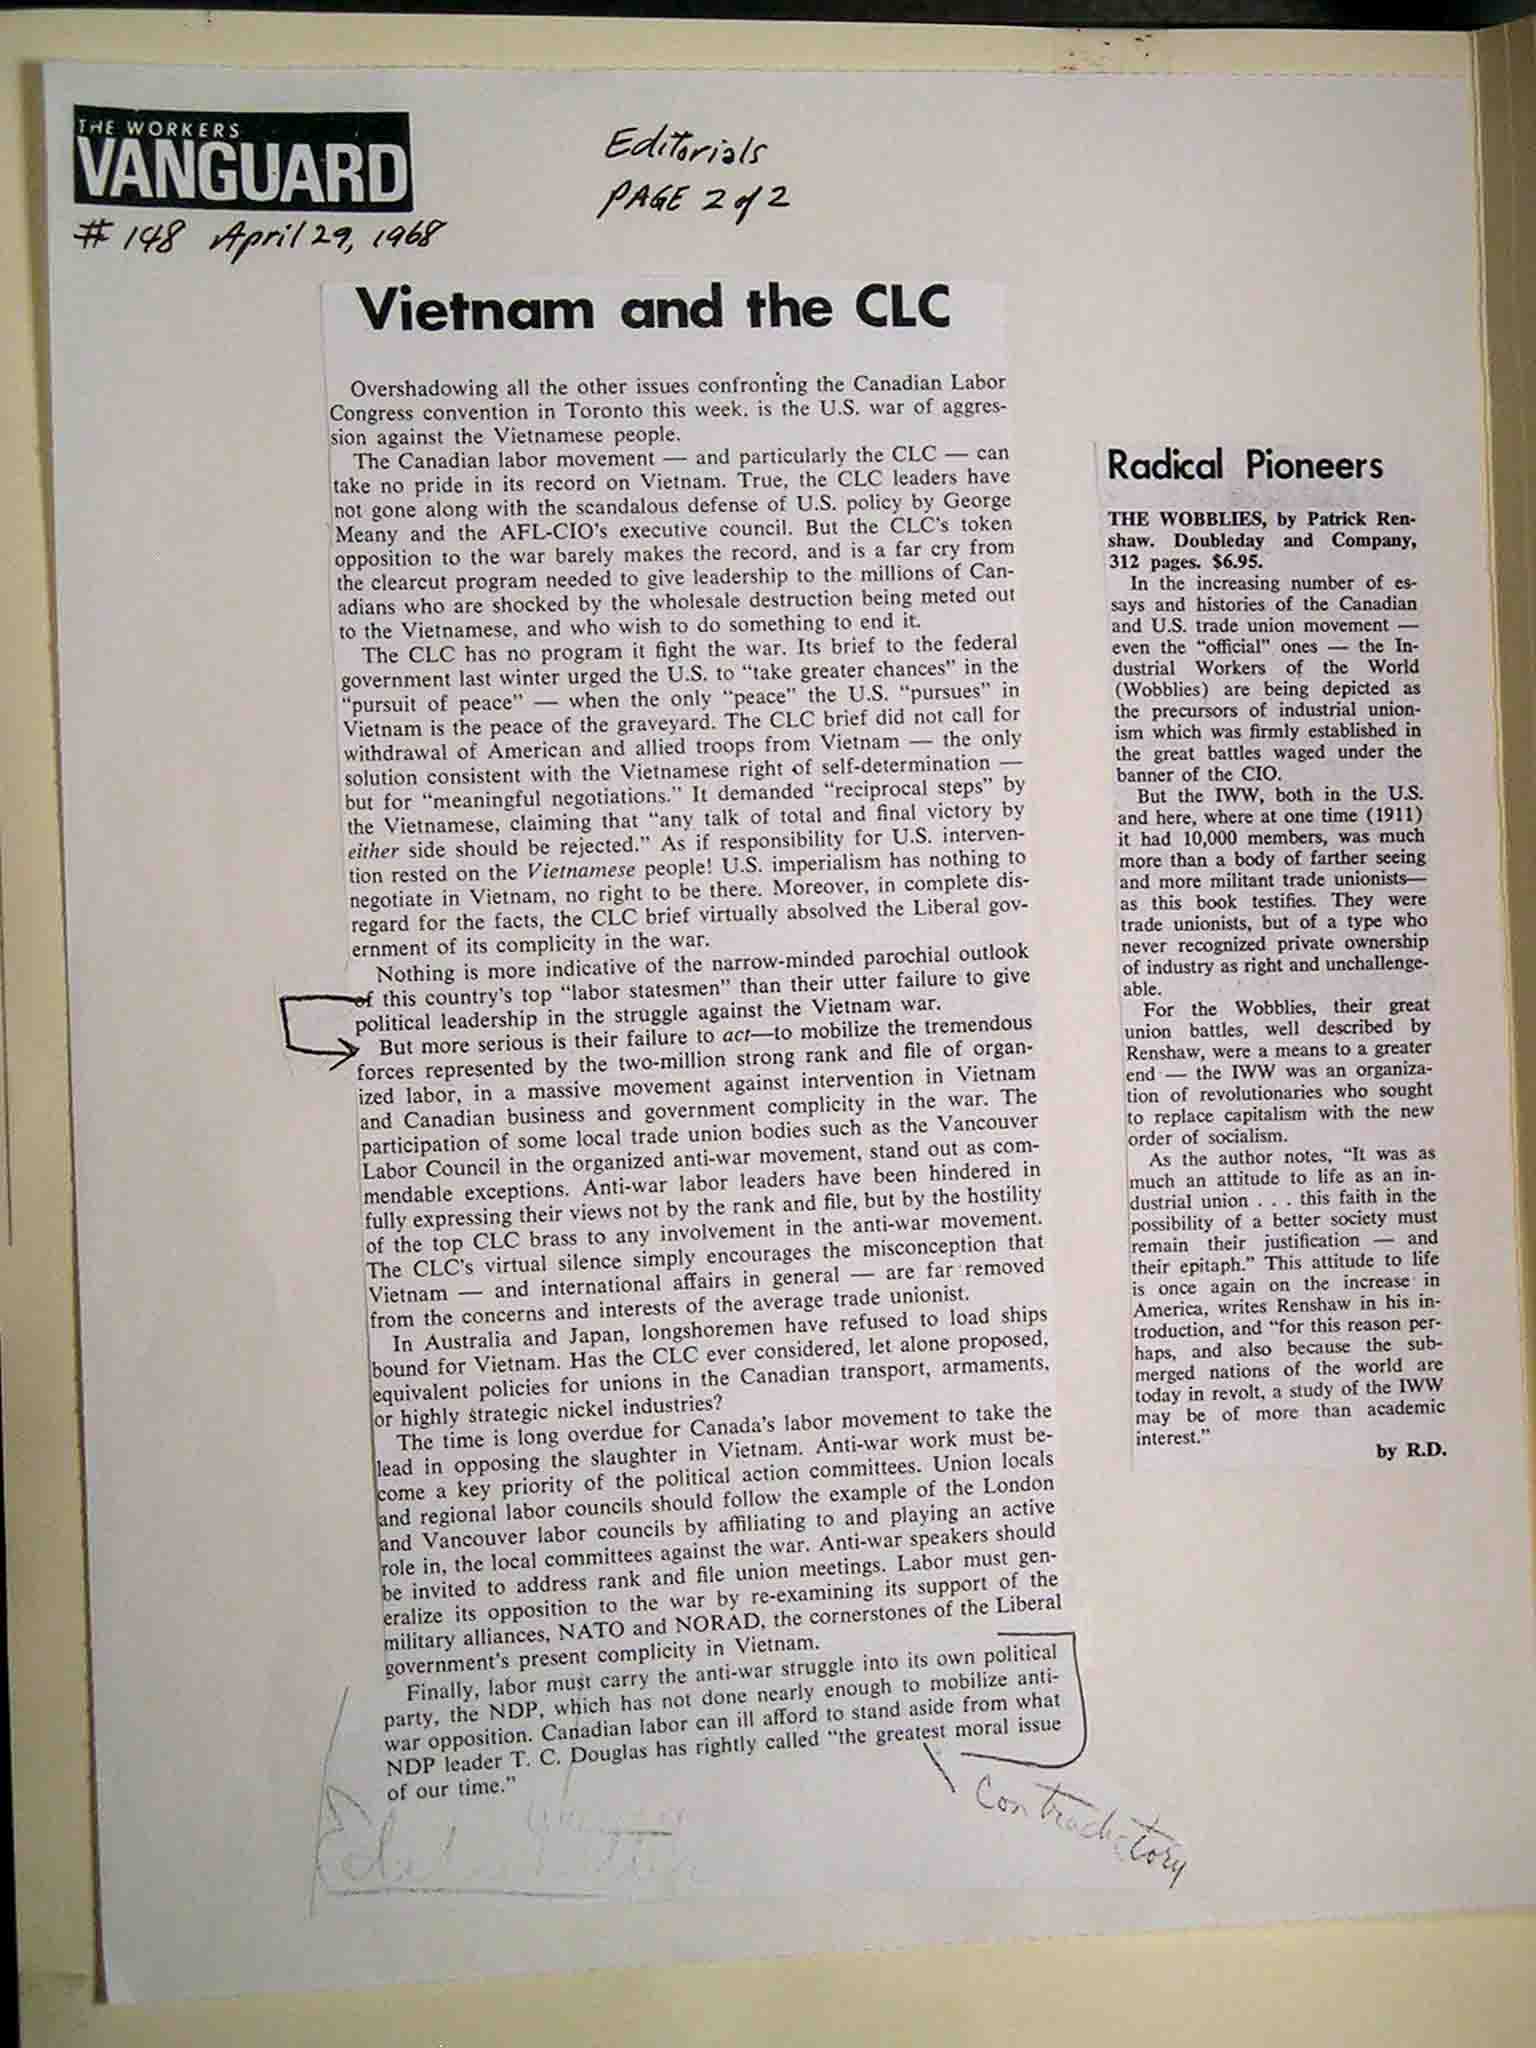 THE WORKERS
VANGUARD
# 148 April 29, 1968
Editorials
PAGE 2 of 2
Vietnam and the CLC
Overshadowing all the other issues confronting the Canadian Labor
Congress convention in Toronto this week, is the U.S. war of aggres-
sion against the Vietnamese people.
The Canadian labor movement — and particularly the CLC — can
take no pride in its record on Vietnam. True, the CLC leaders have
not gone along with the scandalous defense of U.S. policy by George
Meany and the AFL-CIO's executive council. But the CLC's token
opposition to the war barely makes the record, and is a far cry from
the clearcut program needed to give leadership to the millions of Can-
adians who are shocked by the wholesale destruction being meted out
to the Vietnamese, and who wish to do something to end it.
The CLC has no program it fight the war. Its brief to the federal
government last winter urged the U.S. to "take greater chances" in the
"pursuit of peace" — when the only "peace" the U.S. "pursues" in
Vietnam is the peace of the graveyard. The CLC brief did not call for
withdrawal of American and allied troops from Vietnam — the only
solution consistent with the Vietnamese right of self-determination —
but for "meaningful negotiations." It demanded "reciprocal steps" by
the Vietnamese, claiming that "any talk of total and final victory by
either side should be rejected." As if responsibility for U.S. interven-
tion rested on the Vietnamese people! U.S. imperialism has nothing to
negotiate in Vietnam, no right to be there. Moreover, in complete dis-
regard for the facts, the CLC brief virtually absolved the Liberal gov-
ernment of its complicity in the war.
Nothing is more indicative of the narrow-minded parochial outlook
of this country's top "labor statesmen" than their utter failure to give
political leadership in the struggle against the Vietnam war.
But more serious is their failure to act—to mobilize the tremendous
forces represented by the two-million strong rank and file of organ-
ized labor, in a massive movement against intervention in Vietnam
and Canadian business and government complicity in the war. The
participation of some local trade union bodies such as the Vancouver
Labor Council in the organized anti-war movement, stand out as com-
mendable exceptions. Anti-war labor leaders have been hindered in
fully expressing their views not by the rank and file, but by the hostility
of the top CLC brass to any involvement in the anti-war movement.
The CLC's virtual silence simply encourages the misconception that
Vietnam — and international affairs in general — are far removed
from the concerns and interests of the average trade unionist.
In Australia and Japan, longshoremen have refused to load ships
bound for Vietnam. Has the CLC ever considered, let alone proposed,
equivalent policies for unions in the Canadian transport, armaments,
or highly strategic nickel industries?
The time is long overdue for Canada's labor movement to take the
lead in opposing the slaughter in Vietnam. Anti-war work must be-
come a key priority of the political action committees. Union locals
and regional labor councils should follow the example of the London
and Vancouver labor councils by affiliating to and playing an active
role in, the local committees against the war. Anti-war speakers should
be invited to address rank and file union meetings. Labor must gen-
eralize its opposition to the war by re-examining its support of the
military alliances, NATO and NORAD, the cornerstones of the Liberal
government's present complicity in Vietnam.
Finally, labor must carry the anti-war struggle into its own political
party, the NDP, which has not done nearly enough to mobilize anti-
war opposition. Canadian labor can ill afford to stand aside from what
NDP leader T. C. Douglas has rightly called "the greatest moral issue
of our time."
Contradictory
Radical Pioneers
THE WOBBLIES, by Patrick Ren-
shaw. Doubleday and Company,
312 pages. $6.95.
In the increasing number of es-
says and histories of the Canadian
and U.S. trade union movement —
even the "official" ones — the In-
dustrial Workers of the World
(Wobblies) are being depicted as
the precursors of industrial union-
ism which was firmly established in
the great battles waged under the
banner of the CIO.
But the IWW, both in the U.S.
and here, where at one time (1911)
it had 10,000 members, was much
more than a body of farther seeing
and more militant trade unionists—
as this book testifies. They were
trade unionists, but of a type who
never recognized private ownership
of industry as right and unchallenge-
able.
For the Wobblies, their great
union battles, well described by
Renshaw, were a means to a greater
end — the IWW was an organiza-
tion of revolutionaries who sought
to replace capitalism with the new
order of socialism.
As the author notes, "It was as
much an attitude to life as an in-
dustrial union . . . this faith in the
possibility of a better society must
remain their justification — and
their epitaph." This attitude to life
is once again on the increase in
America, writes Renshaw in his in-
troduction, and "for this reason per-
haps, and also because the sub-
merged nations of the world are
today in revolt, a study of the IWW
may be of more than academic
interest."
by R.D.